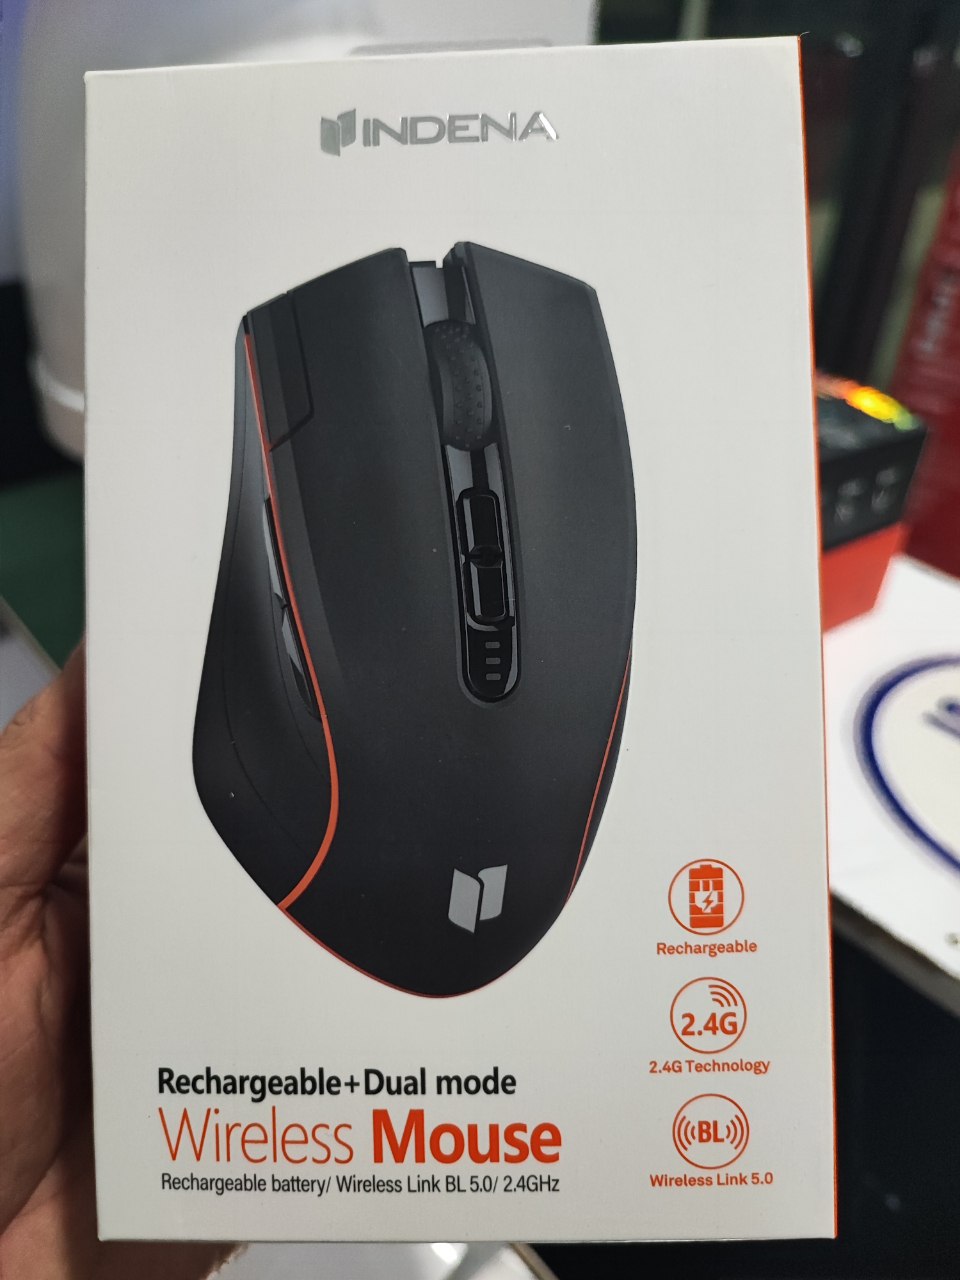 INDENA
Rechargeable
2.4G
2.4G Technology
BL
Wireless Link 5.0
Rechargeable+Dual mode
Wireless Mouse
Rechargeable battery/ Wireless Link BL 5.0/ 2.4GHz